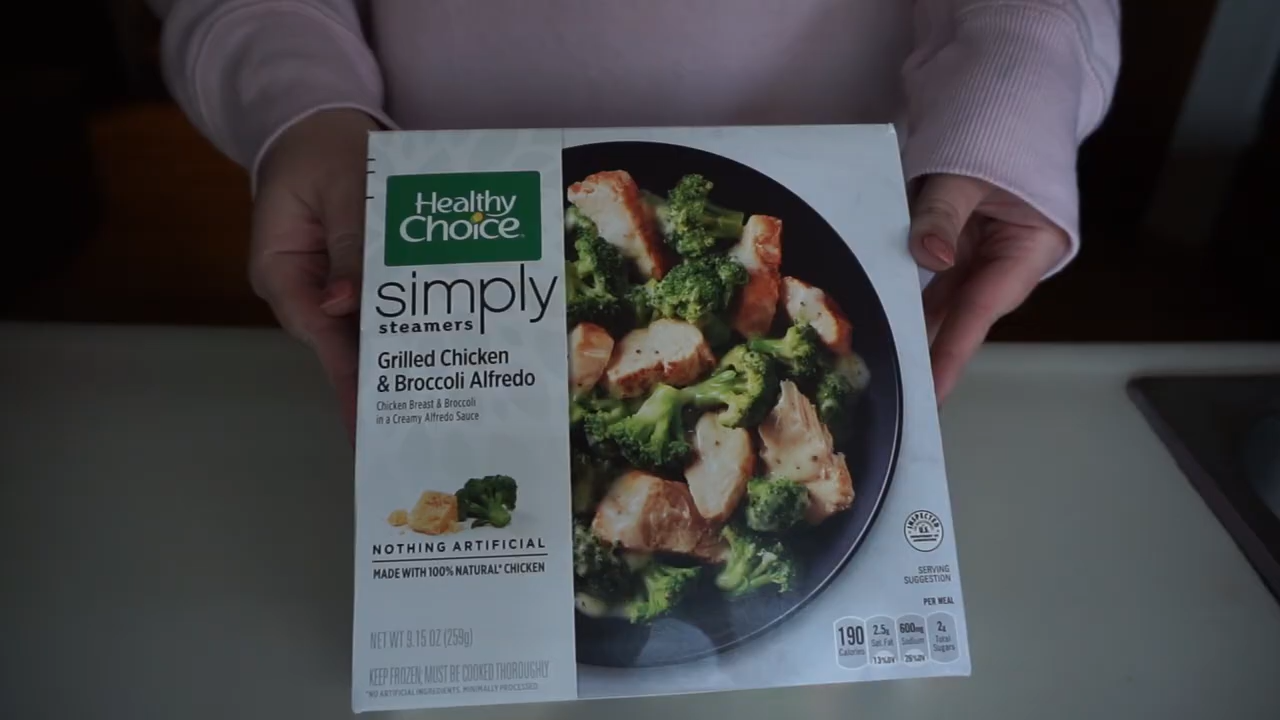 Healthy
Choice
simply
steamers
Grilled Chicken
& Broccoli Alfredo
Chicken Breast & Broccoli
in a Creamy Alfredo Sauce
NOTHING ARTIFICIAL
MADE WITH 100% NATURAL* CHICKEN
NET WT 9.15 OZ (259g)
KEEP FROZEN; MUST BE COOKED THOROUGHLY
*NO ARTIFICIAL INGREDIENTS. MINIMALLY PROCESSED.
INSPECTED
SERVING
SUGGESTION
PER MEAL
190
Calories
2.5g
Sat. Fat
13% DV
600mg
Sodium
26% DV
2g
Total
Sugars